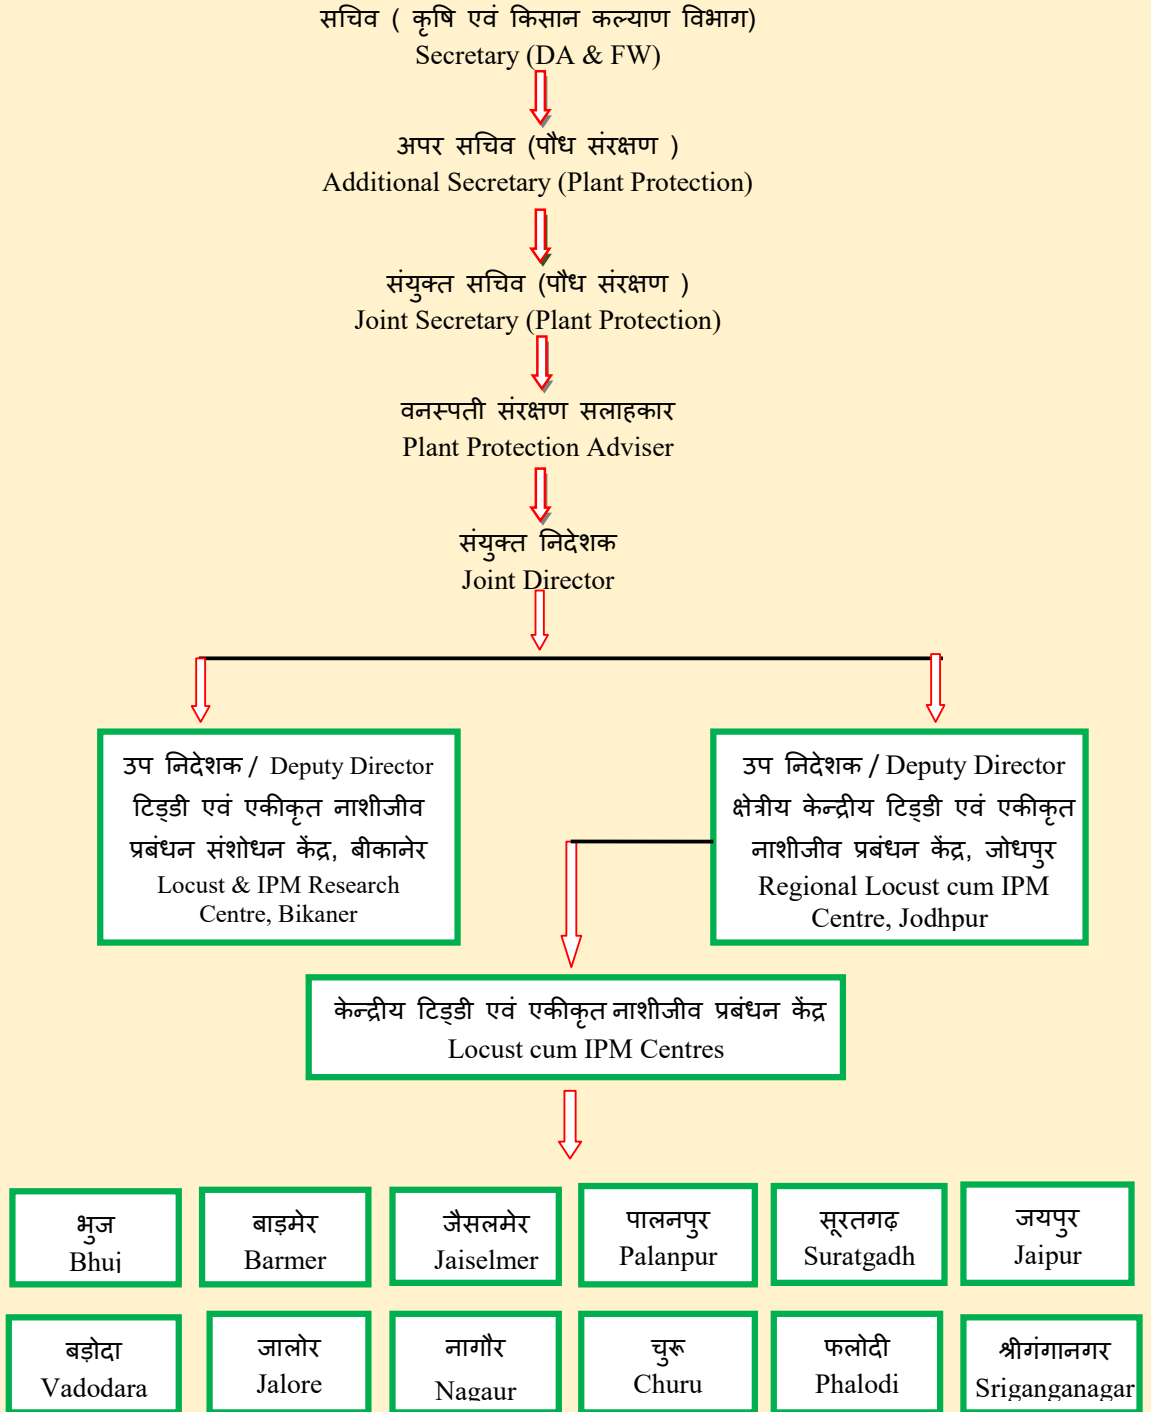 सचिव ( कृषि एवं किसान कल्याण विभाग)
Secretary (DA & FW)
अपर सचिव (पौध संरक्षण )
Additional Secretary (Plant Protection)
संयुक्त सचिव (पौध संरक्षण )
Joint Secretary (Plant Protection)
वनस्पती संरक्षण सलाहकार
Plant Protection Adviser
संयुक्त निदेशक
Joint Director
उप निदेशक / Deputy Director
टिड्डी एवं एकीकृत नाशीजीव
प्रबंधन संशोधन केंद्र, बीकानेर
Locust & IPM Research
Centre, Bikaner
उप निदेशक / Deputy Director
क्षेत्रीय केन्द्रीय टिड्डी एवं एकीकृत
नाशीजीव प्रबंधन केंद्र, जोधपुर
Regional Locust cum IPM
Centre, Jodhpur
केन्द्रीय टिड्डी एवं एकीकृत नाशीजीव प्रबंधन केंद्र
Locust cum IPM Centres
भुज
Bhuj
बाड़मेर
Barmer
जैसलमेर
Jaiselmer
पालनपुर
Palanpur
सूरतगढ़
Suratgadh
जयपुर
Jaipur
बड़ोदा
Vadodara
जालोर
Jalore
नागौर
Nagaur
चुरू
Churu
फलोदी
Phalodi
श्रीगंगानगर
Sriganganagar